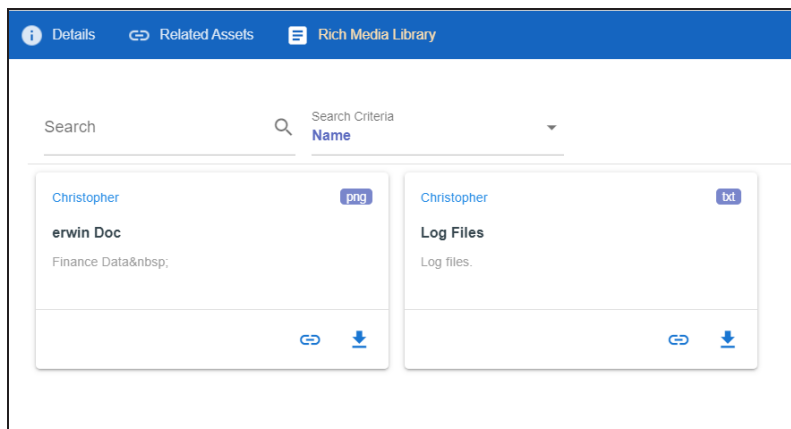 Details Related Assets Rich Media Library
Search
Search Criteria
Name
Christopher png
erwin Doc
Finance Data&nbsp;
Christopher txt
Log Files
Log files.